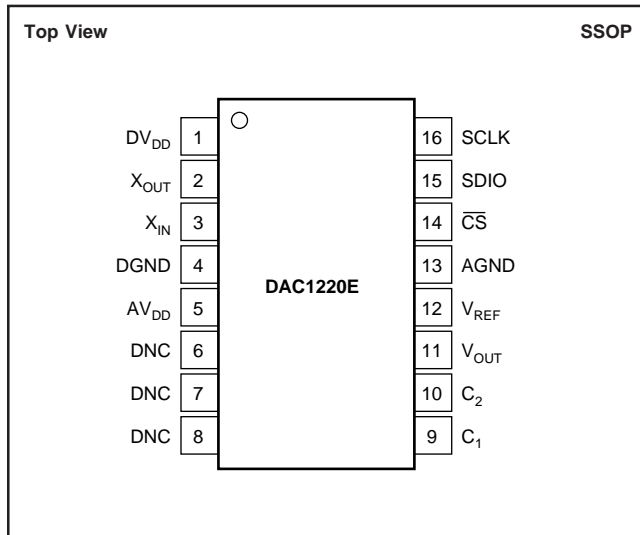 Top View SSOP
DV_DD 1 16 SCLK
X_OUT 2 15 SDIO
X_IN 3 14 C̅S̅
DGND 4 13 AGND
DAC1220E
AV_DD 5 12 V_REF
DNC 6 11 V_OUT
DNC 7 10 C_2
DNC 8 9 C_1